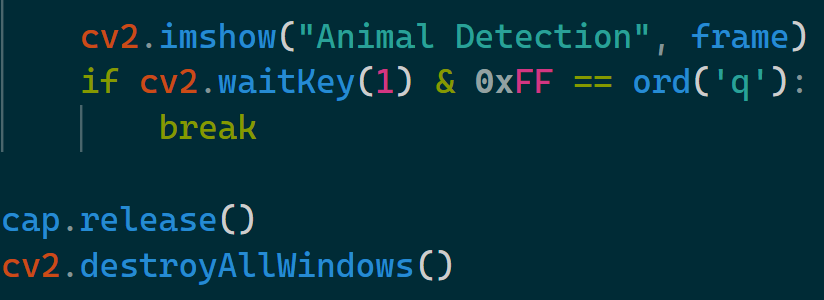 cv2.imshow("Animal Detection", frame)
if cv2.waitKey(1) & 0xFF == ord('q'):
break
cap.release()
cv2.destroyAllWindows()